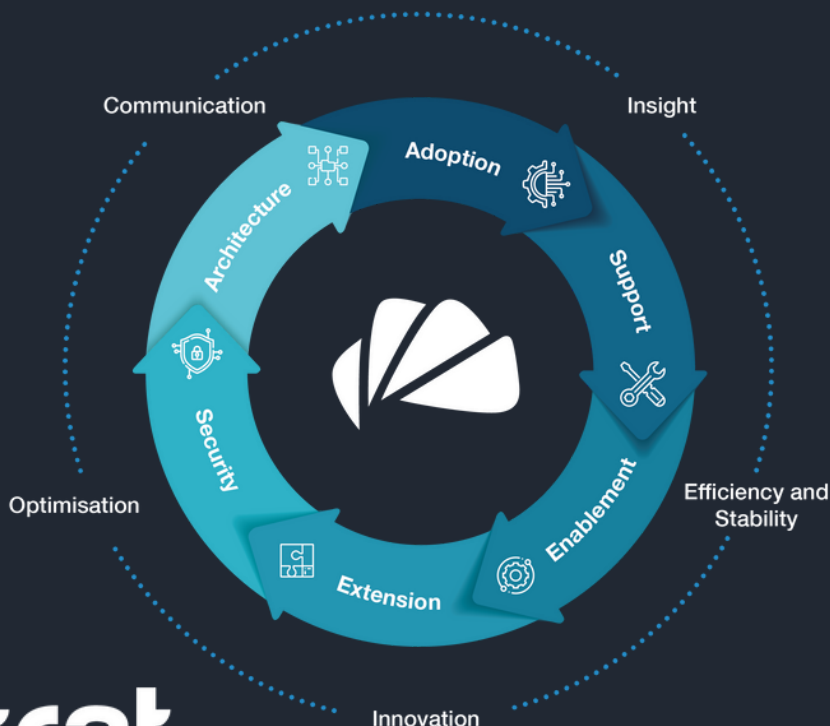 Communication
Insight
Adoption
Architecture
Support
Security
Enablement
Extension
Optimisation
Efficiency and
Stability
Innovation